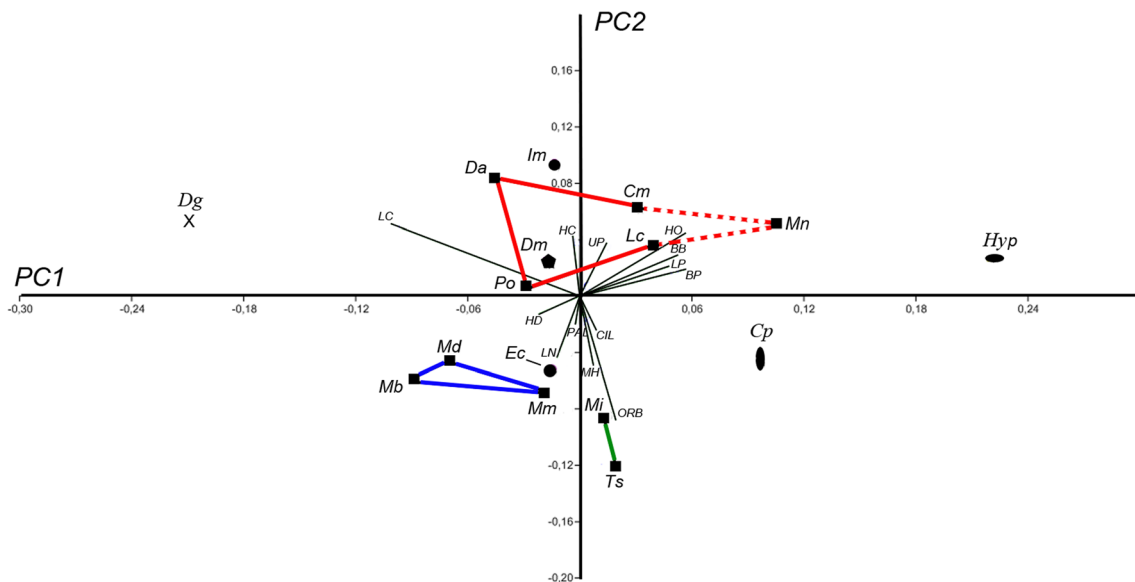 PC2
0,16
0,12
Im
Da
0,08
Dg
X
Cm
LC
Mn
HC
UP
Lc
HO
Dm
BB
Hyp
LP
PC1
Po
BP
-0,30 -0,24 -0,18 -0,12 -0,06 0,00 0,06 0,12 0,18 0,24
HD
PAL
CIL
Cp
Md
Ec
LN
MH
Mb
Mm
Mi
ORB
-0,12
Ts
-0,16
-0.20